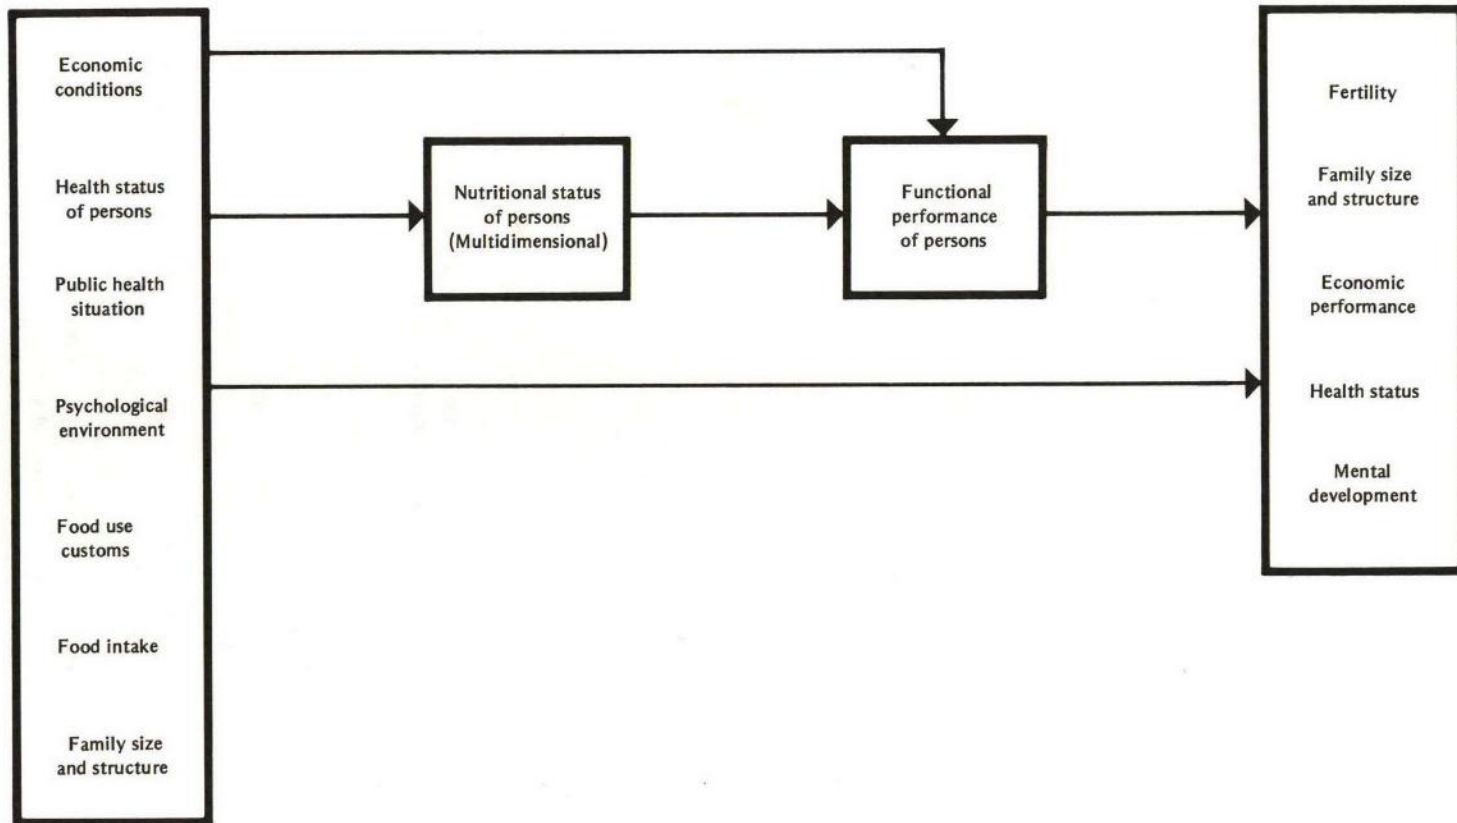 Economic
conditions
Health status
of persons
Public health
situation
Psychological
environment
Food use
customs
Food intake
Family size
and structure
Nutritional status
of persons
(Multidimensional)
Functional
performance
of persons
Fertility
Family size
and structure
Economic
performance
Health status
Mental
development